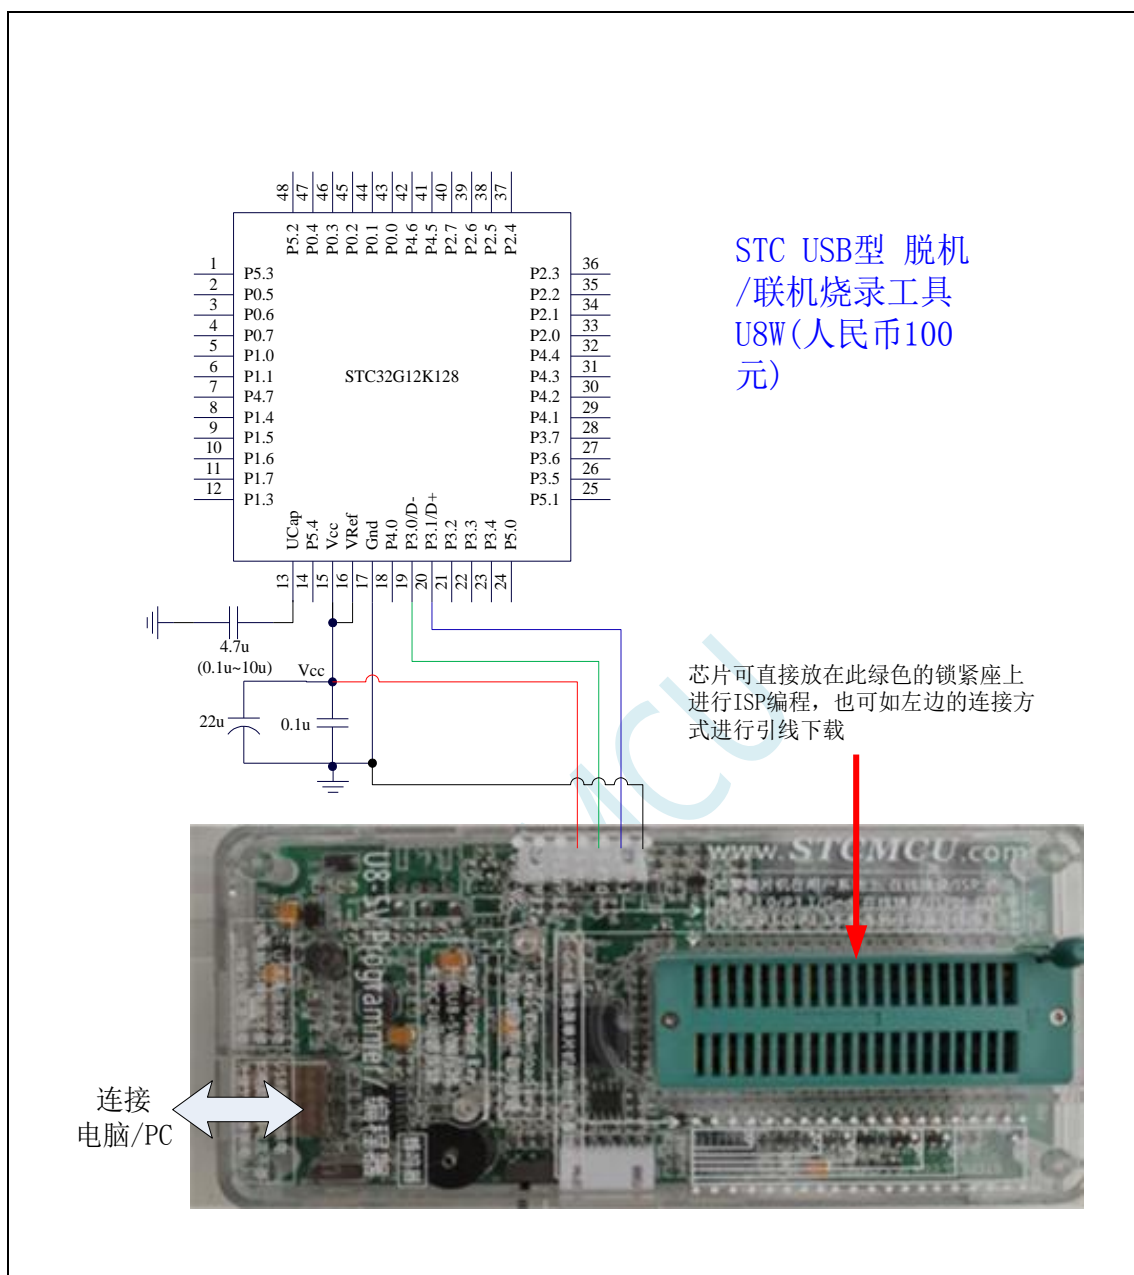 48
47
46
45
44
43
42
41
40
39
38
37
P5.2
P0.4
P0.3
P0.2
P0.1
P0.0
P4.6
P4.5
P2.7
P2.6
P2.5
P2.4
1
P5.3
2
P0.5
3
P0.6
4
P0.7
5
P1.0
6
P1.1
7
P4.7
8
P1.4
9
P1.5
10
P1.6
11
P1.7
12
P1.3
STC32G12K128
36
P2.3
35
P2.2
34
P2.1
33
P2.0
32
P4.4
31
P4.3
30
P4.2
29
P4.1
28
P3.7
27
P3.6
26
P3.5
25
P5.1
UCap
P5.4
Vcc
VRef
Gnd
P4.0
P3.0/D-
P3.1/D+
P3.2
P3.3
P3.4
P5.0
13
14
15
16
17
18
19
20
21
22
23
24
STC USB型 脱机
/联机烧录工具
U8W(人民币100
元)
4.7u
(0.1u~10u)
Vcc
22u
0.1u
芯片可直接放在此绿色的锁紧座上
进行ISP编程，也可如左边的连接方
式进行引线下载
MCU
www.STCMCU.com
连接
电脑/PC